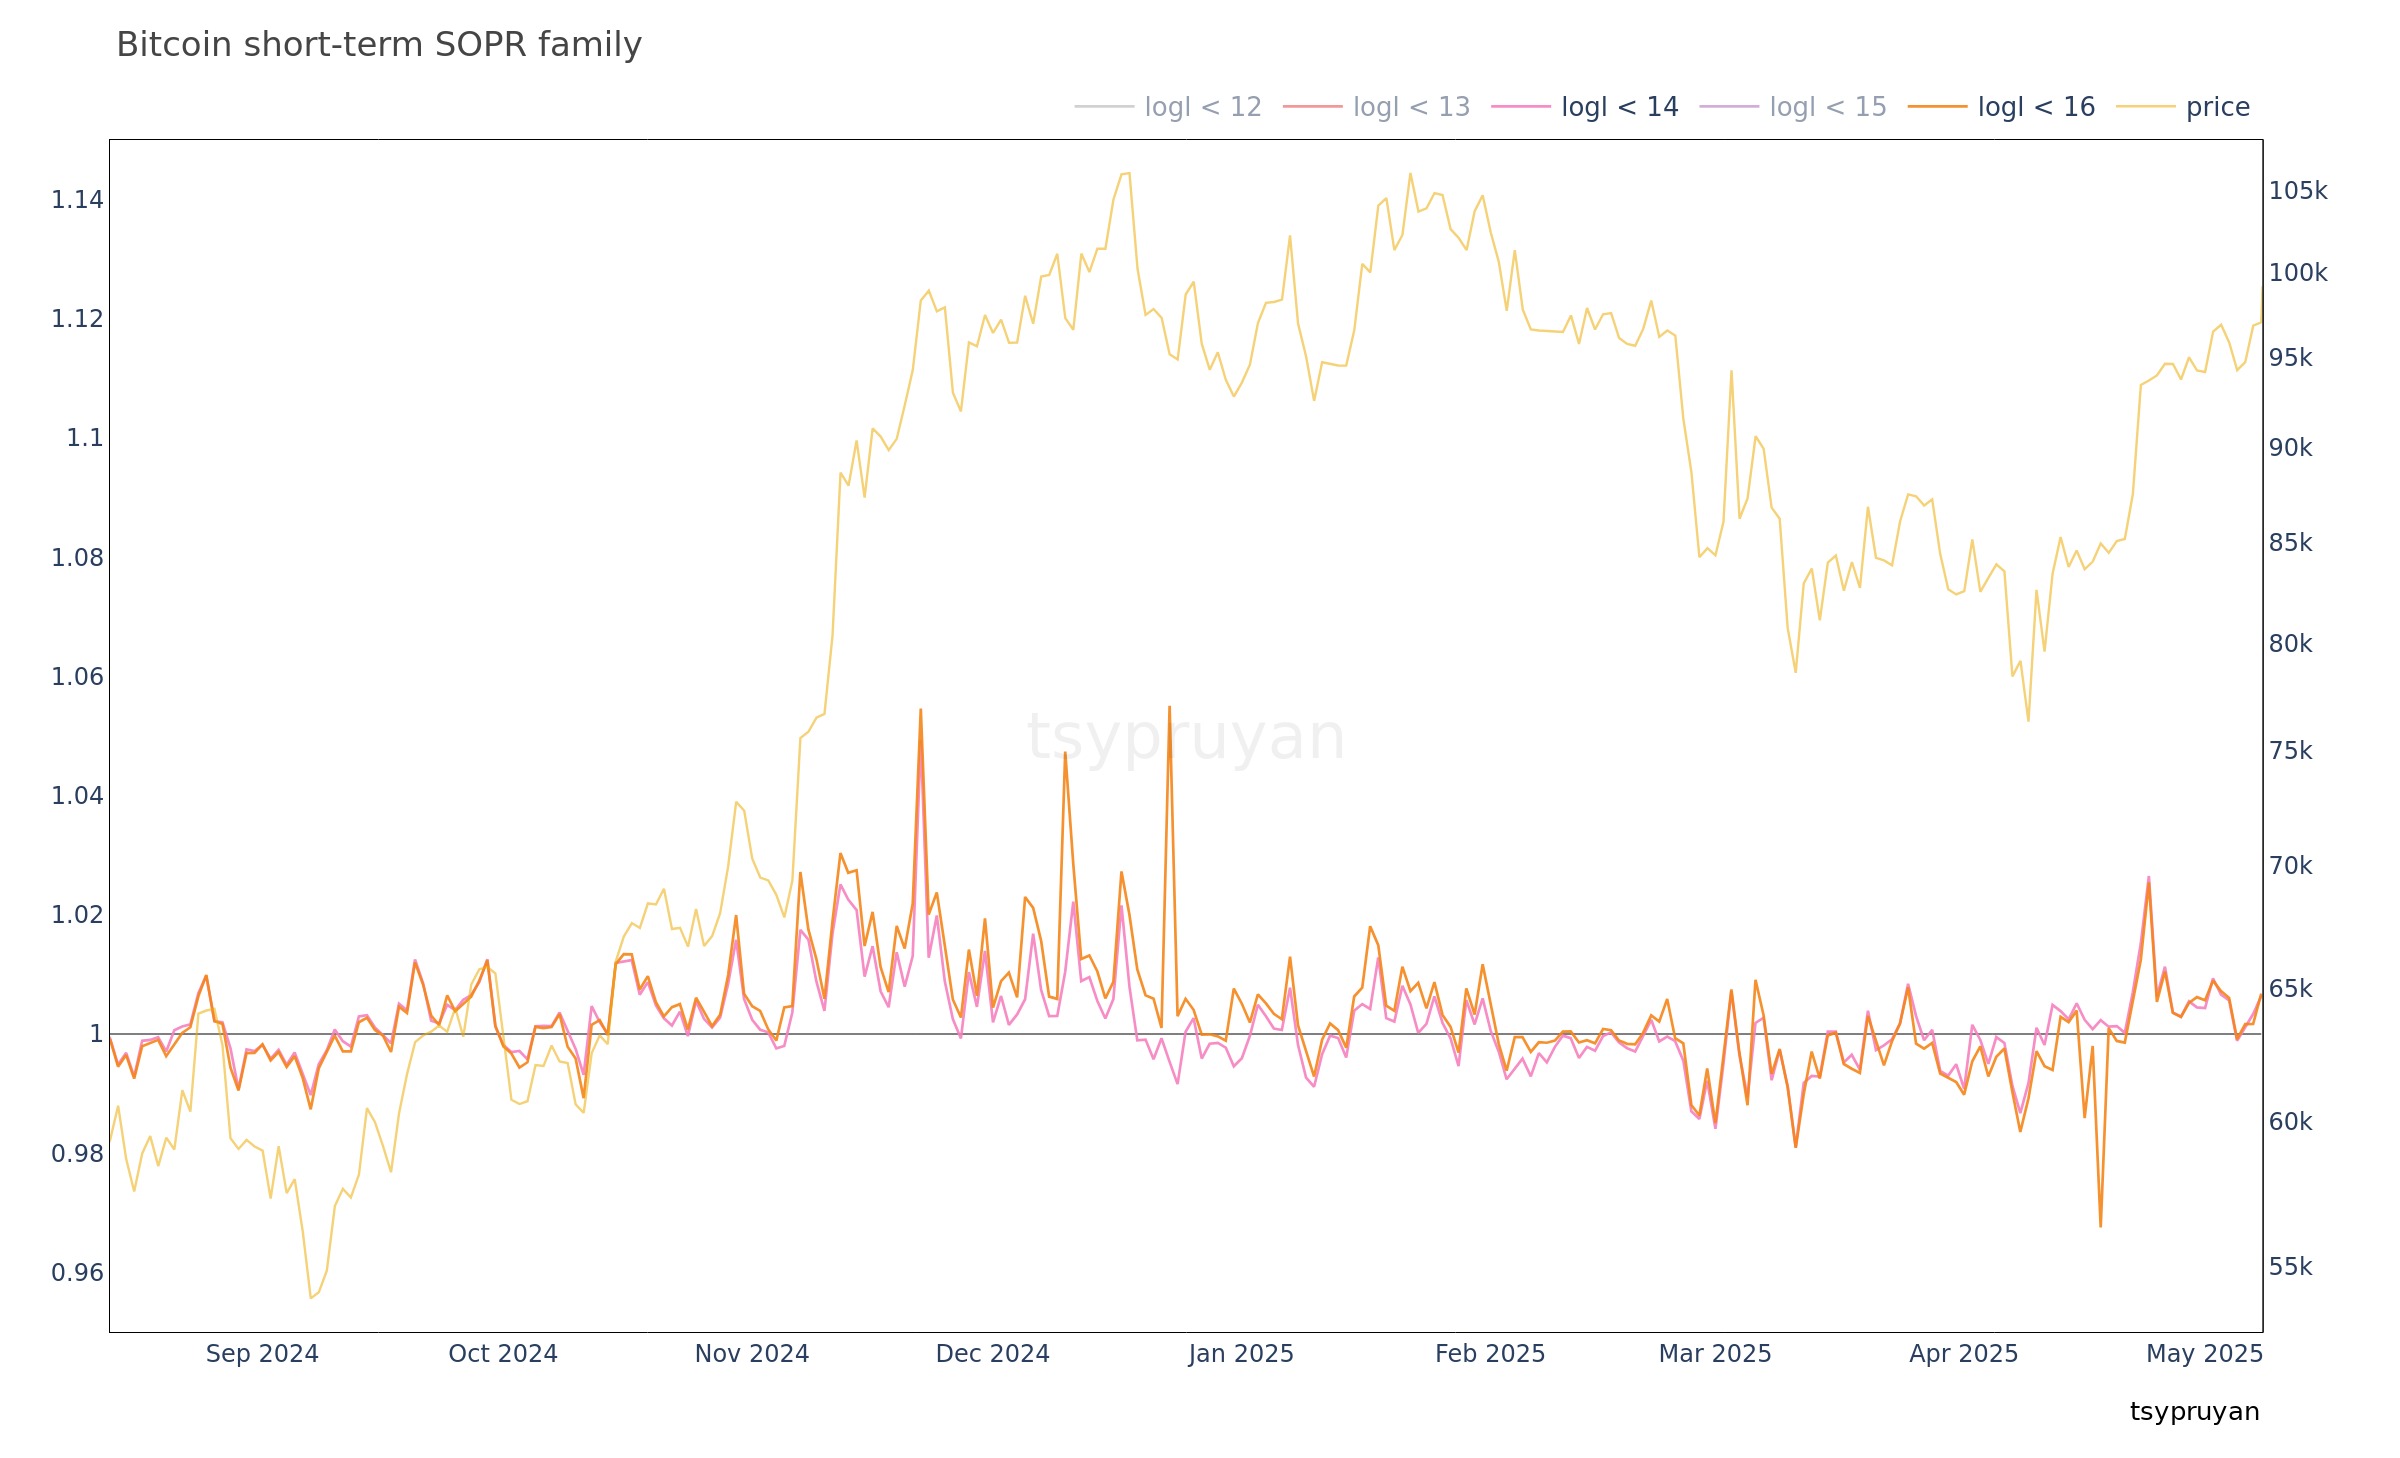 Bitcoin short-term SOPR family
logl < 12 logl < 13 logl < 14 logl < 15 logl < 16 price
1.14 105k
100k
1.12
95k
1.1 90k
1.08 85k
1.06 80k
tsypruyan
75k
1.04
70k
1.02
65k
1
60k
0.98
0.96 55k
Sep 2024 Oct 2024 Nov 2024 Dec 2024 Jan 2025 Feb 2025 Mar 2025 Apr 2025 May 2025
tsypruyan